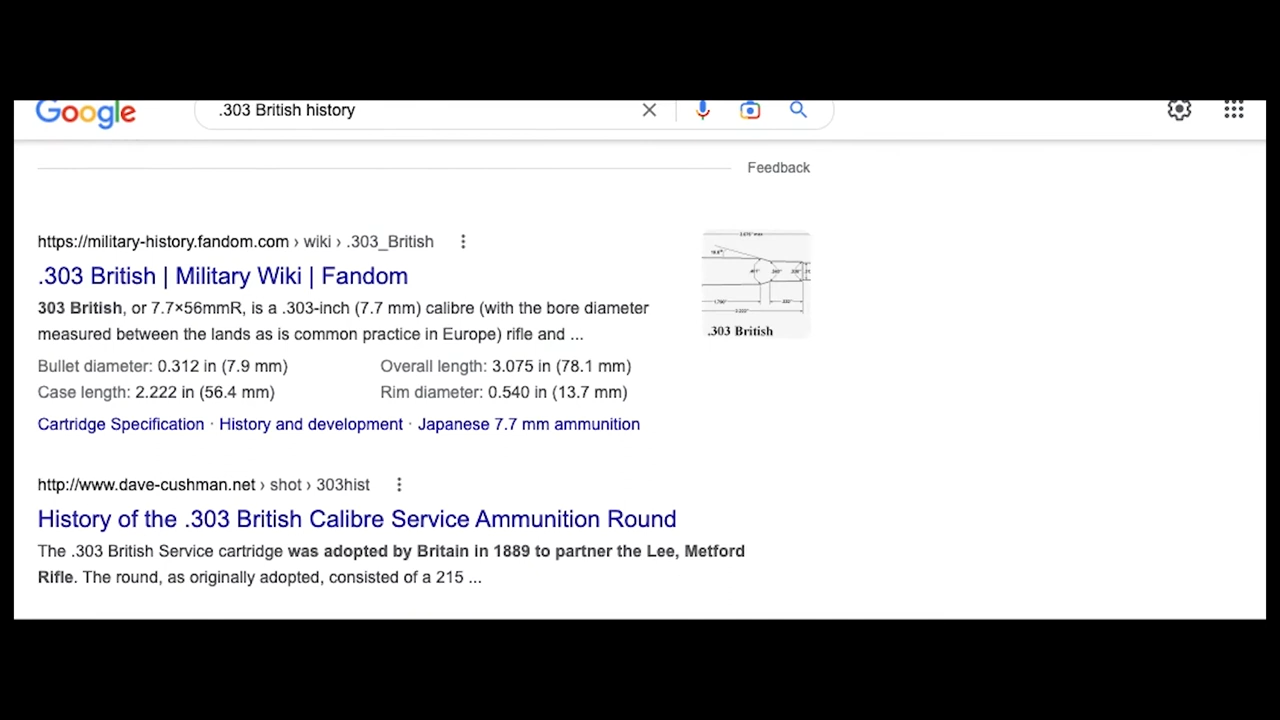 Google
.303 British history
Feedback
https://military-history.fandom.com › wiki › .303_British
.303 British | Military Wiki | Fandom
303 British, or 7.7×56mmR, is a .303-inch (7.7 mm) calibre (with the bore diameter
measured between the lands as is common practice in Europe) rifle and ...
Bullet diameter: 0.312 in (7.9 mm) Overall length: 3.075 in (78.1 mm)
Case length: 2.222 in (56.4 mm) Rim diameter: 0.540 in (13.7 mm)
Cartridge Specification · History and development · Japanese 7.7 mm ammunition
.303 British
http://www.dave-cushman.net › shot › 303hist
History of the .303 British Calibre Service Ammunition Round
The .303 British Service cartridge was adopted by Britain in 1889 to partner the Lee, Metford
Rifle. The round, as originally adopted, consisted of a 215 ...